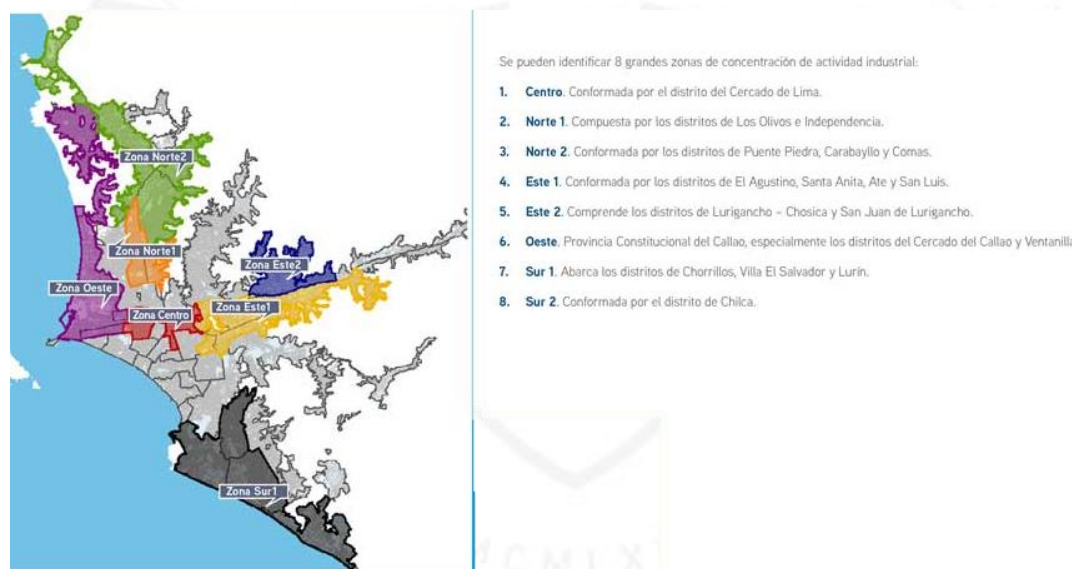 Zona Norte2
Zona Norte1
Zona Este2
Zona Oeste
Zona Este1
Zona Centro
Zona Sur1
Se pueden identificar 8 grandes zonas de concentración de actividad industrial:
1. Centro. Conformada por el distrito del Cercado de Lima.
2. Norte 1. Compuesta por los distritos de Los Olivos e Independencia.
3. Norte 2. Conformada por los distritos de Puente Piedra, Carabayllo y Comas.
4. Este 1. Conformada por los distritos de El Agustino, Santa Anita, Ate y San Luis.
5. Este 2. Comprende los distritos de Lurigancho – Chosica y San Juan de Lurigancho.
6. Oeste. Provincia Constitucional del Callao, especialmente los distritos del Cercado del Callao y Ventanilla
7. Sur 1. Abarca los distritos de Chorrillos, Villa El Salvador y Lurín.
8. Sur 2. Conformada por el distrito de Chilca.
MCMLX